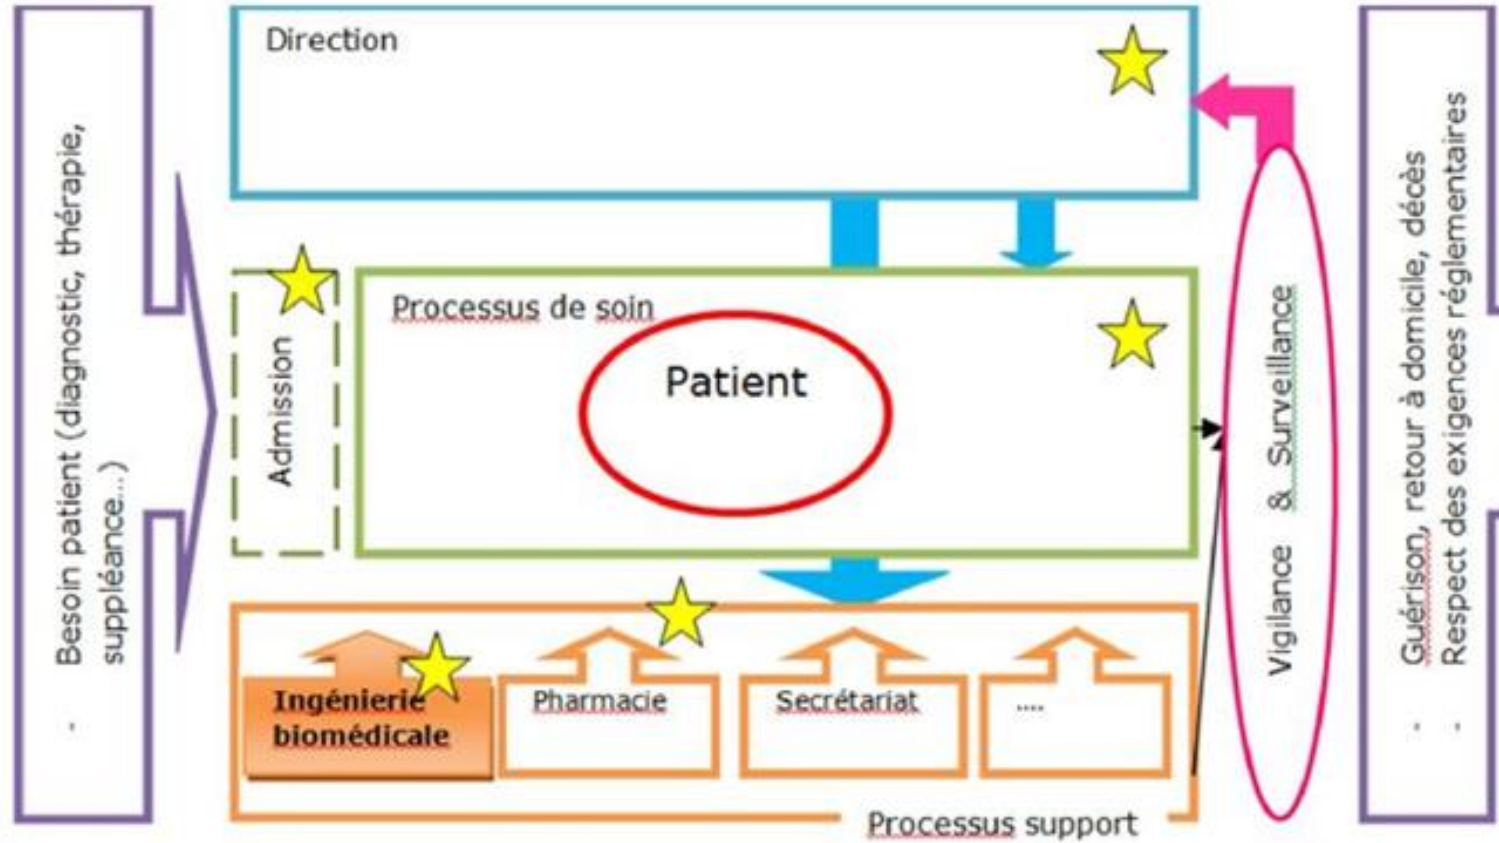 - Besoin patient (diagnostic, thérapie,
suppléance...)
Direction
Admission
Processus de soin
Patient
Ingénierie
biomédicale
Pharmacie
Secrétariat
....
Processus support
Vigilance & Surveillance
- Guérison, retour à domicile, décès
- Respect des exigences réglementaires